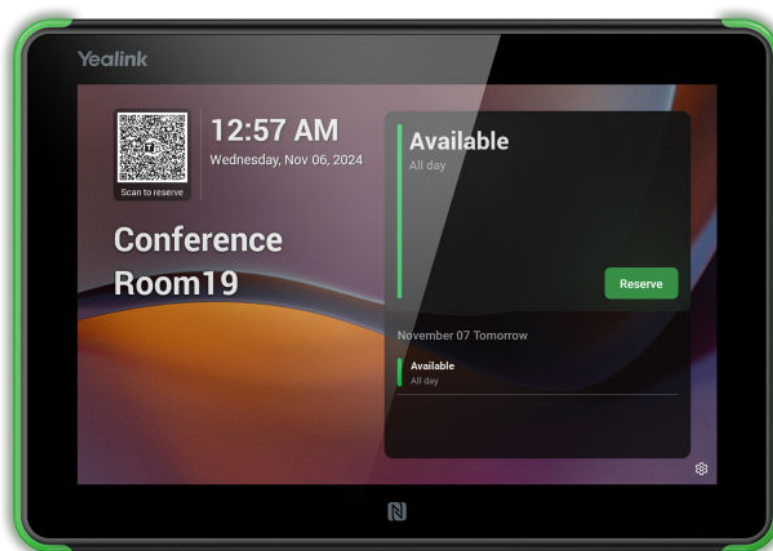 Yealink
12:57 AM
Wednesday, Nov 06, 2024
Scan to reserve
Conference
Room19
Available
All day
Reserve
November 07 Tomorrow
Available
All day